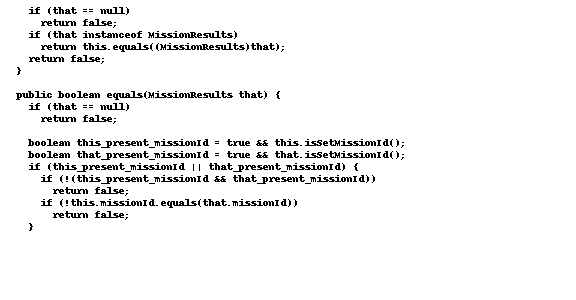 if (that == null)
return false;
if (that instanceof MissionResults)
return this.equals((MissionResults)that);
return false;
}

public boolean equals(MissionResults that) {
if (that == null)
return false;

boolean this_present_missionId = true && this.isSetMissionId();
boolean that_present_missionId = true && that.isSetMissionId();
if (this_present_missionId || that_present_missionId) {
if (!(this_present_missionId && that_present_missionId))
return false;
if (!this.missionId.equals(that.missionId))
return false;
}